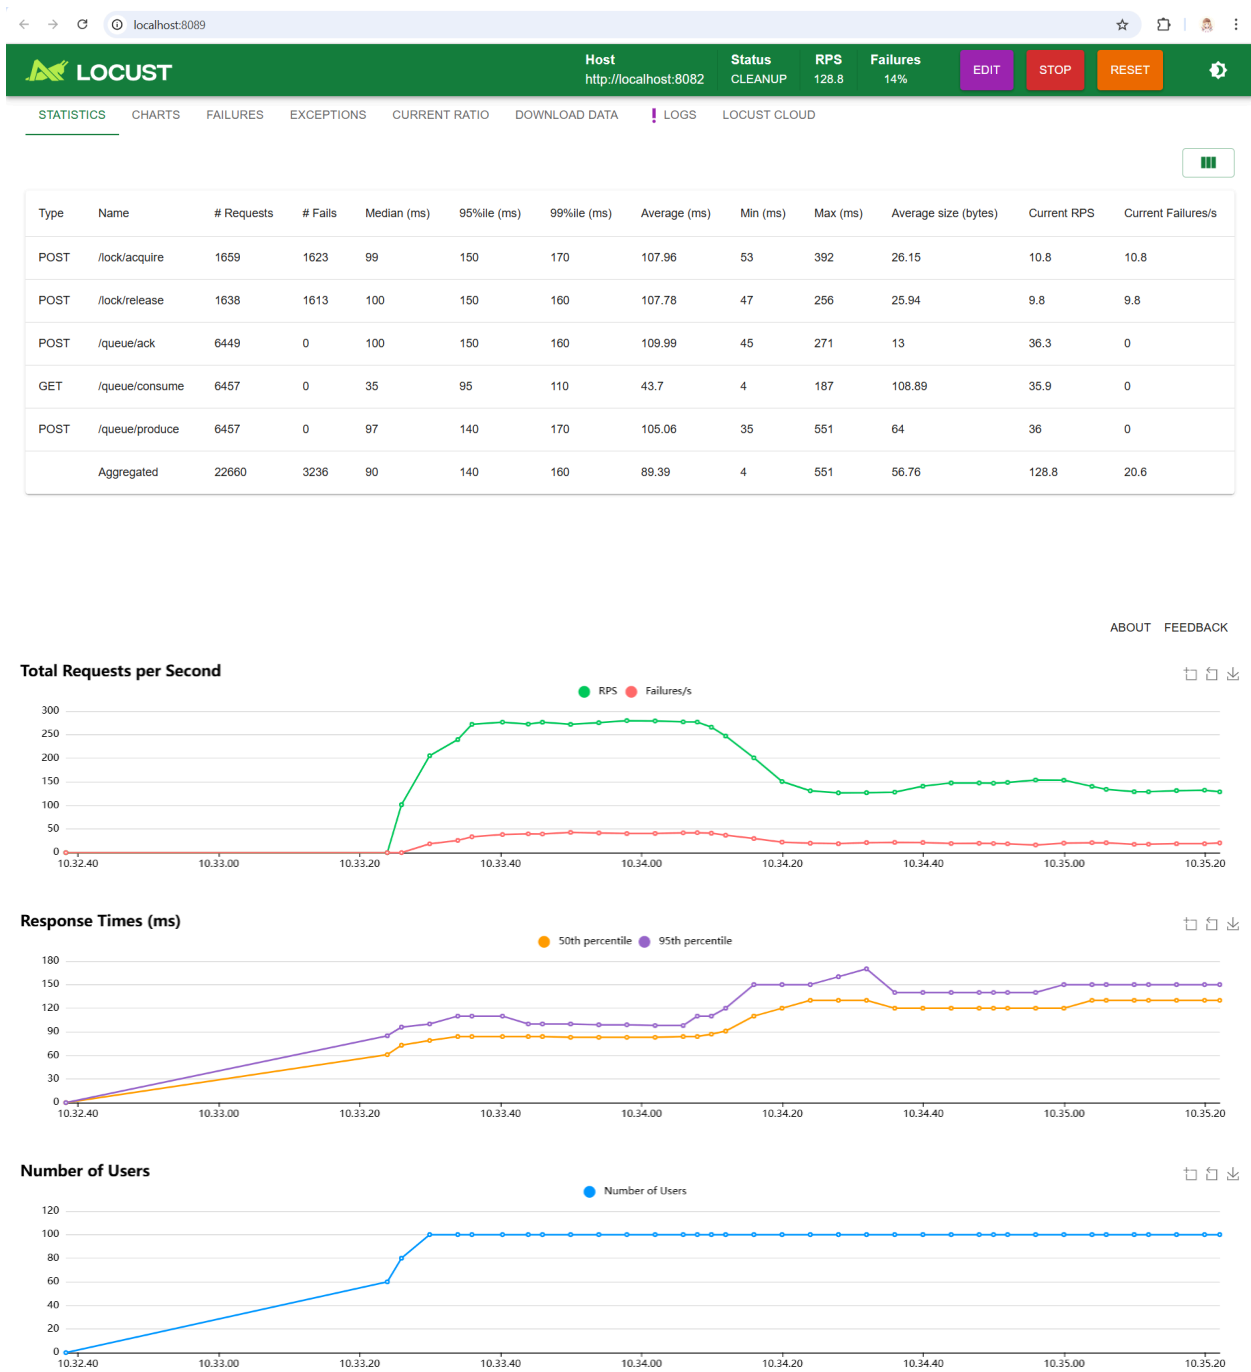 localhost:8089
LOCUST
Host
http://localhost:8082
Status
CLEANUP
RPS
128.8
Failures
14%
EDIT
STOP
RESET
STATISTICS CHARTS FAILURES EXCEPTIONS CURRENT RATIO DOWNLOAD DATA ! LOGS LOCUST CLOUD
Type Name # Requests # Fails Median (ms) 95%ile (ms) 99%ile (ms) Average (ms) Min (ms) Max (ms) Average size (bytes) Current RPS Current Failures/s
POST /lock/acquire 1659 1623 99 150 170 107.96 53 392 26.15 10.8 10.8
POST /lock/release 1638 1613 100 150 160 107.78 47 256 25.94 9.8 9.8
POST /queue/ack 6449 0 100 150 160 109.99 45 271 13 36.3 0
GET /queue/consume 6457 0 35 95 110 43.7 4 187 108.89 35.9 0
POST /queue/produce 6457 0 97 140 170 105.06 35 551 64 36 0
Aggregated 22660 3236 90 140 160 89.39 4 551 56.76 128.8 20.6
ABOUT FEEDBACK
Total Requests per Second
RPS Failures/s
300
250
200
150
100
50
0
10.32.40 10.33.00 10.33.20 10.33.40 10.34.00 10.34.20 10.34.40 10.35.00 10.35.20
Response Times (ms)
50th percentile 95th percentile
180
150
120
90
60
30
0
10.32.40 10.33.00 10.33.20 10.33.40 10.34.00 10.34.20 10.34.40 10.35.00 10.35.20
Number of Users
Number of Users
120
100
80
60
40
20
0
10.32.40 10.33.00 10.33.20 10.33.40 10.34.00 10.34.20 10.34.40 10.35.00 10.35.20